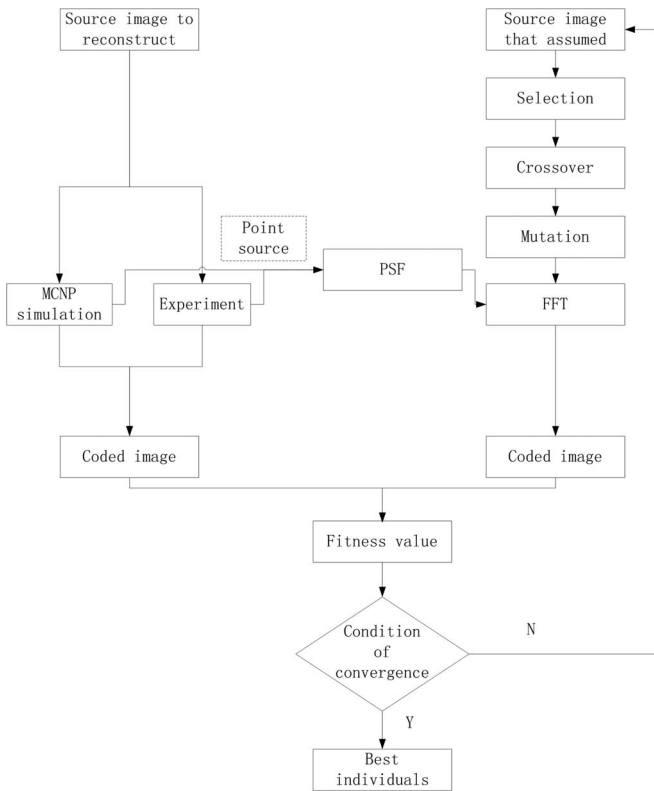 Source image to
reconstruct
Source image
that assumed
Selection
Crossover
Mutation
Point
source
PSF
MCNP
simulation
Experiment
FFT
Coded image
Coded image
Fitness value
Condition
of
convergence
N
Y
Best
individuals